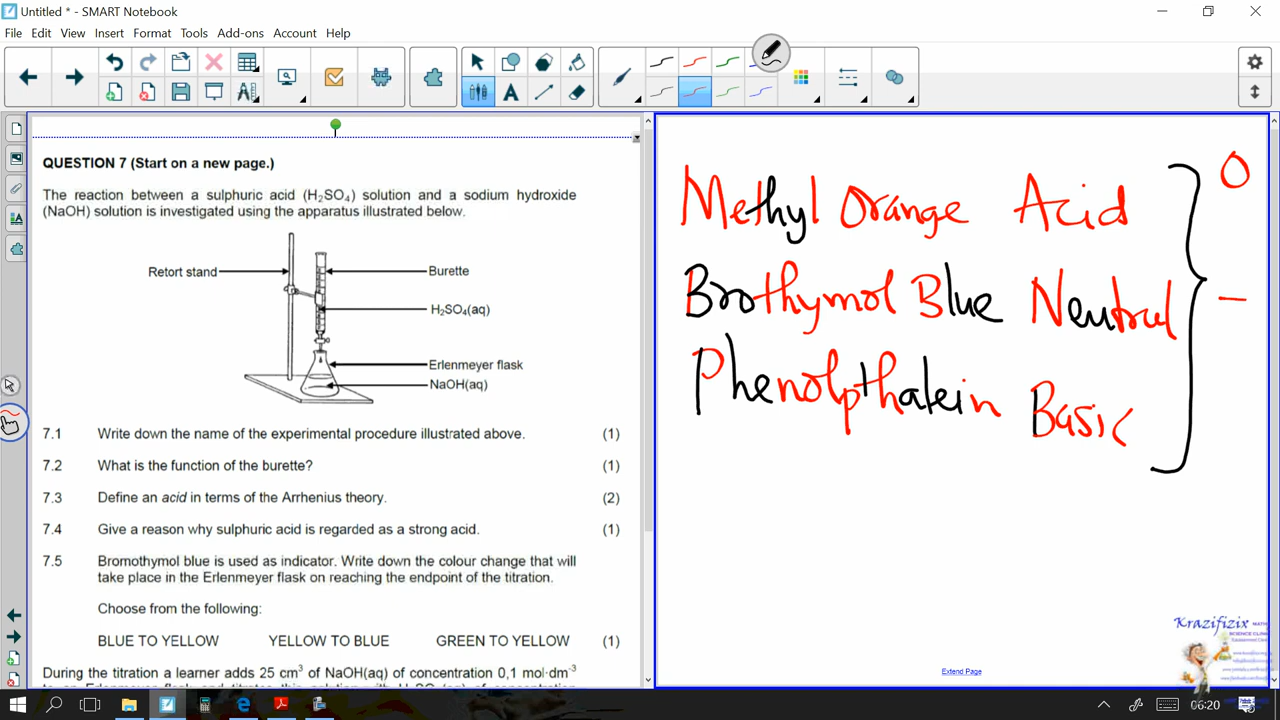 Untitled * - SMART Notebook
File Edit View Insert Format Tools Add-ons Account Help
QUESTION 7 (Start on a new page.)
The reaction between a sulphuric acid (H₂SO₄) solution and a sodium hydroxide
(NaOH) solution is investigated using the apparatus illustrated below.
Retort stand
Burette
H₂SO₄(aq)
Erlenmeyer flask
NaOH(aq)
7.1 Write down the name of the experimental procedure illustrated above. (1)
7.2 What is the function of the burette? (1)
7.3 Define an acid in terms of the Arrhenius theory. (2)
7.4 Give a reason why sulphuric acid is regarded as a strong acid. (1)
7.5 Bromothymol blue is used as indicator. Write down the colour change that will
take place in the Erlenmeyer flask on reaching the endpoint of the titration.
Choose from the following:
BLUE TO YELLOW YELLOW TO BLUE GREEN TO YELLOW (1)
During the titration a learner adds 25 cm³ of NaOH(aq) of concentration 0,1 mol·dm⁻³
Methyl Orange Acid
Brothymol Blue Neutral
Phenolpthalein Basic
O
Krazifizix MATH
SCIENCE CLINIC
Extend Page
06:20